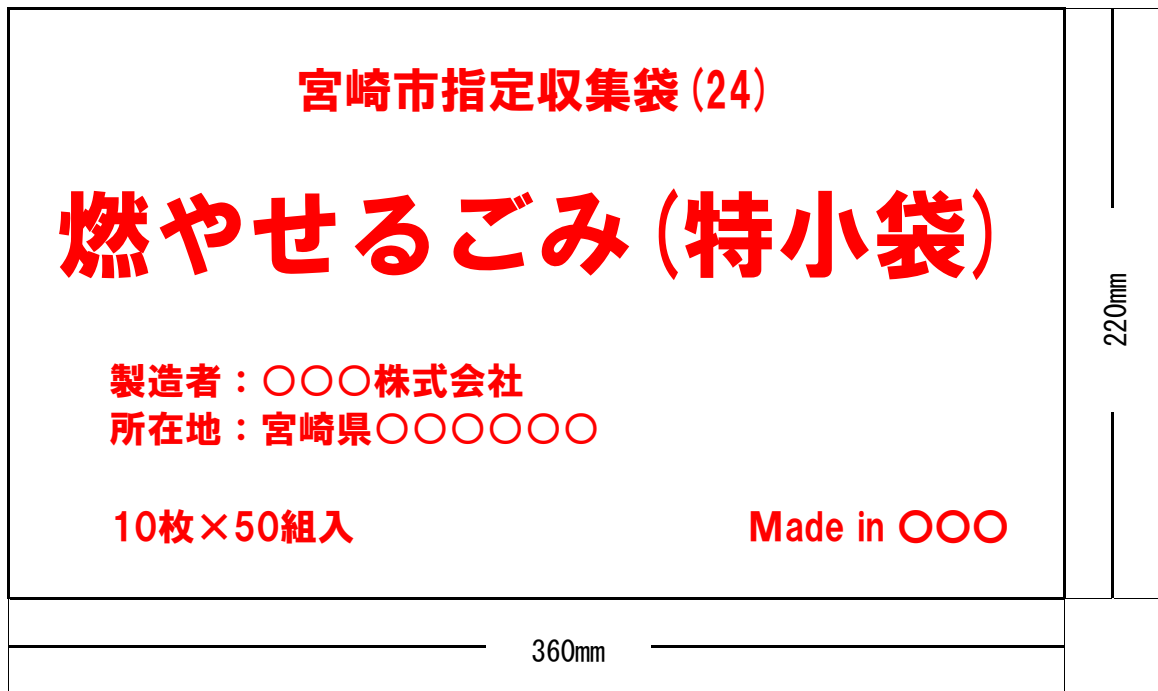 宮崎市指定収集袋(24)
燃やせるごみ(特小袋)
製造者：○○○株式会社
所在地：宮崎県○○○○○○
10枚×50組入
Made in ○○○
220mm
360mm